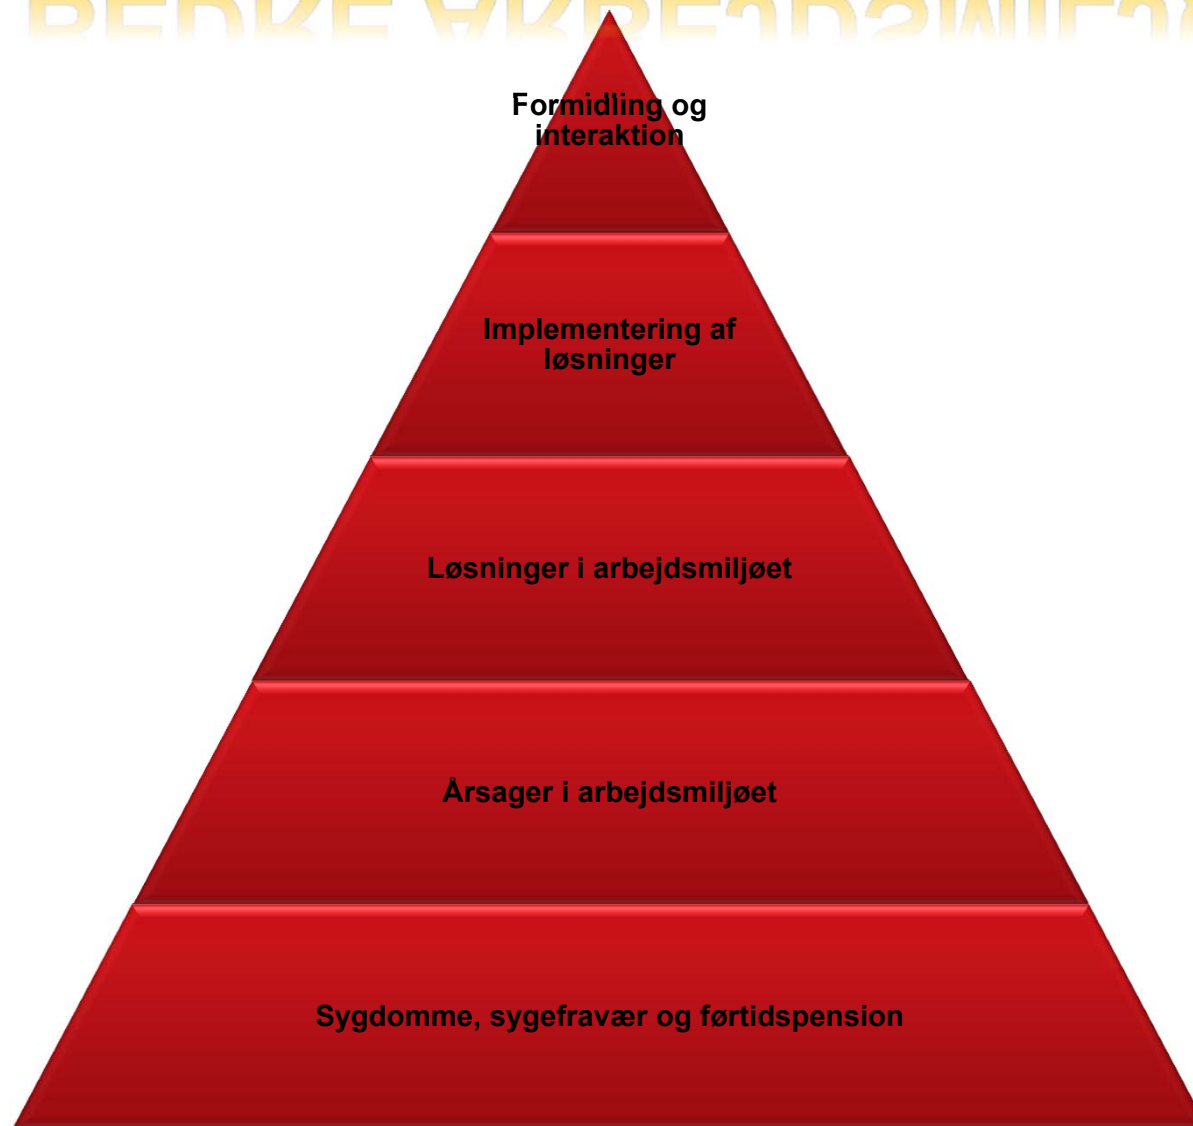 Formidling og
interaktion
Implementering af
løsninger
Løsninger i arbejdsmiljøet
Årsager i arbejdsmiljøet
Sygdomme, sygefravær og førtidspension